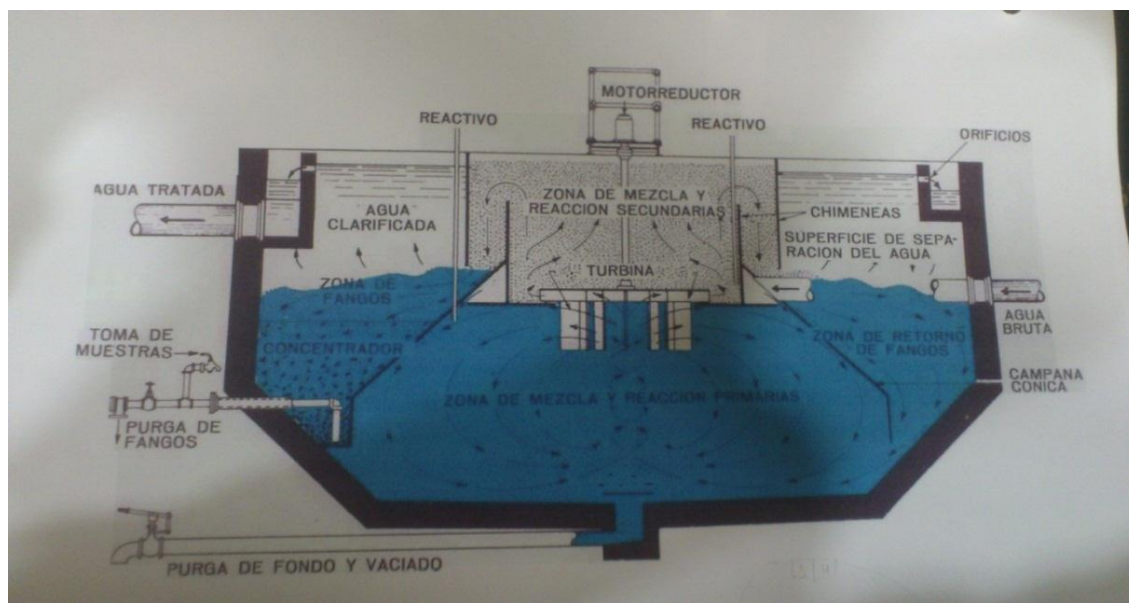 MOTORREDUCTOR
REACTIVO
REACTIVO
ORIFICIOS
AGUA TRATADA
ZONA DE MEZCLA Y
REACCION SECUNDARIAS
AGUA
CLARIFICADA
CHIMENEAS
SUPERFICIE DE SEPA-
RACION DEL AGUA
TURBINA
ZONA DE
FANGOS
AGUA
BRUTA
TOMA DE
MUESTRAS
CONCENTRADOR
ZONA DE RETORNO
DE FANGOS
CAMPANA
CONICA
ZONA DE MEZCLA Y REACCION PRIMARIAS
PURGA DE
FANGOS
PURGA DE FONDO Y VACIADO